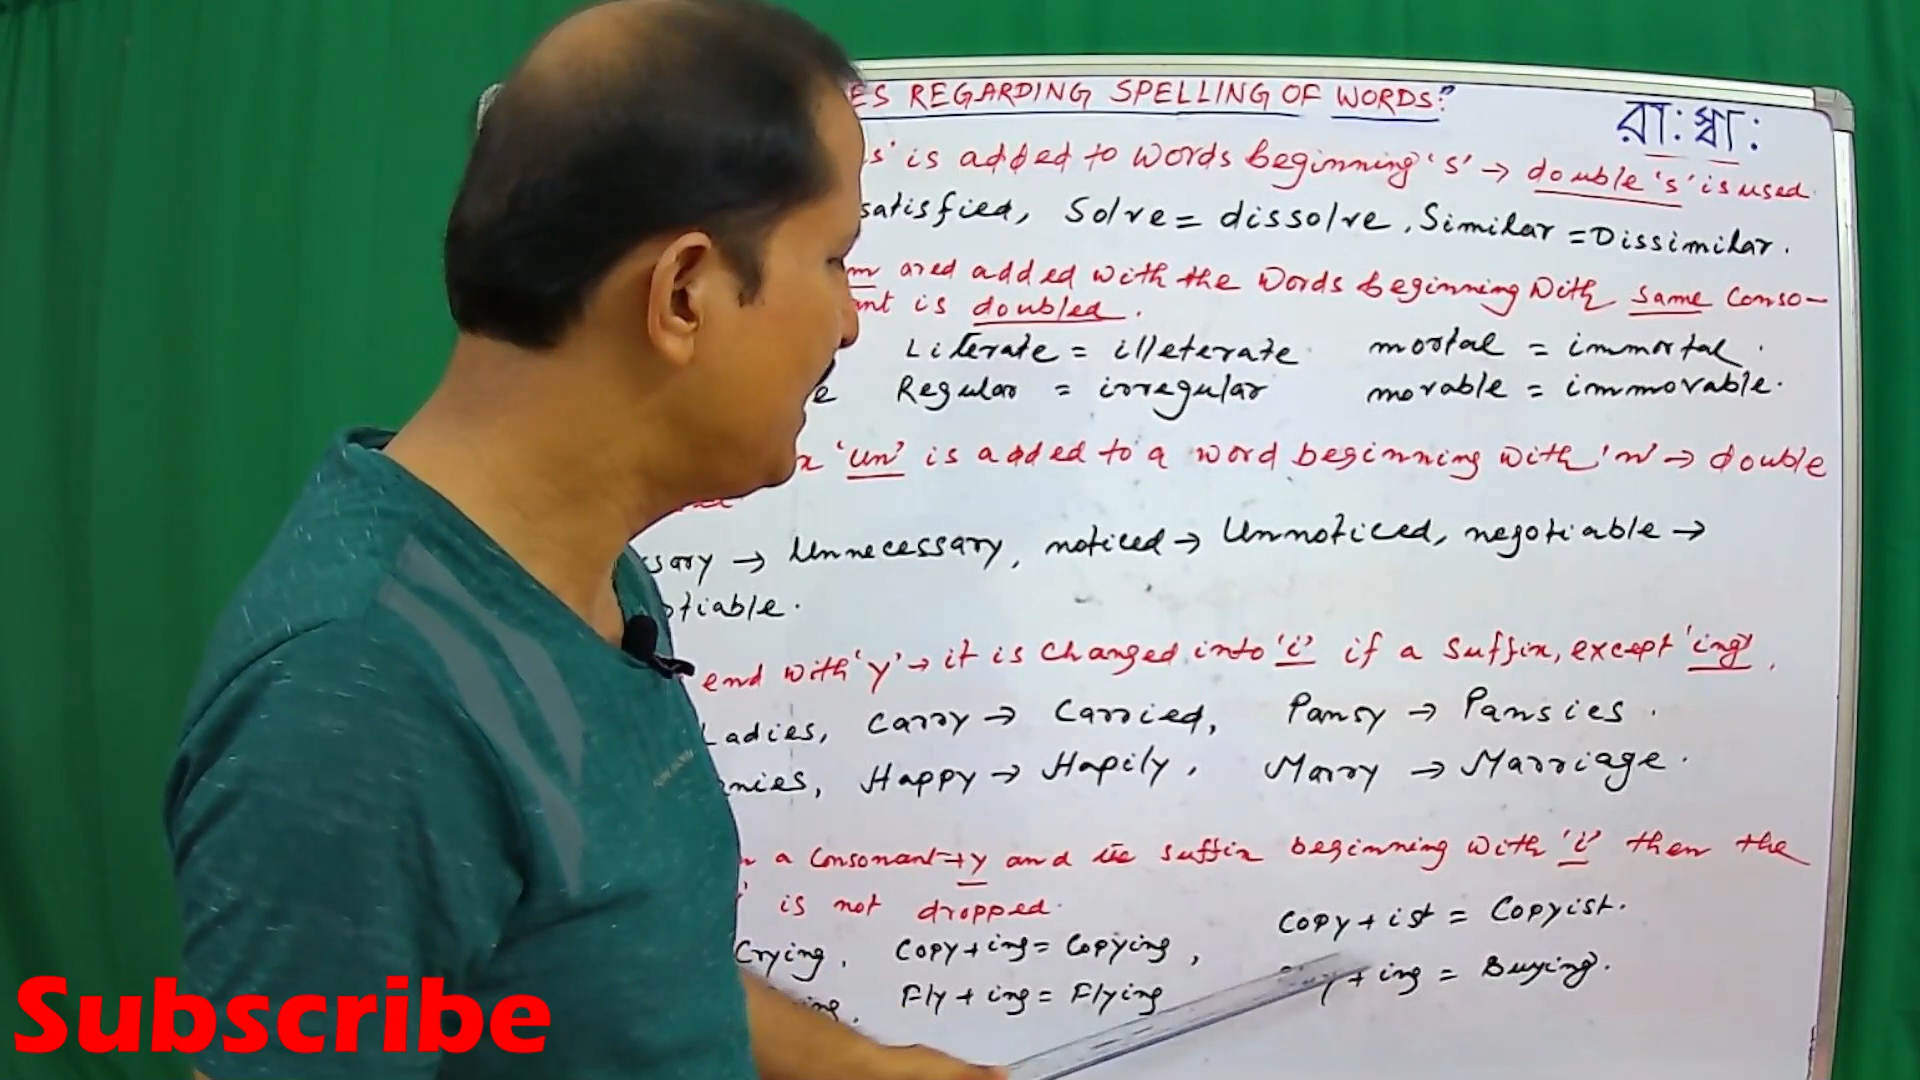 ES REGARDING SPELLING OF WORDS:"
রা: স্বা:
s' is added to words beginning 's' → double 's' is used.
satisfied, Solve = dissolve, Similar = Dissimilar.
m ared added with the words beginning with same conso-
ant is doubled.
Literate = illeterate mortal = immortal.
e Regular = irregular movable = immovable.
x 'un' is added to a word beginning with 'n' → double
ssary → Unnecessary, noticed → Unnoticed, negotiable →
otiable.
end with 'y' → it is changed into 'i' if a suffix, except 'ing'.
Ladies, Carry → Carried, Pansy → Pansies.
nies, Happy → Hapily, Marry → Marriage.
a Consonant+y and suffix beginning with 'i' then the
is not dropped.
Copy + ist = Copyist.
Crying, Copy + ing = Copying,
y + ing = Buying.
ing. Fly + ing = Flying
Subscribe